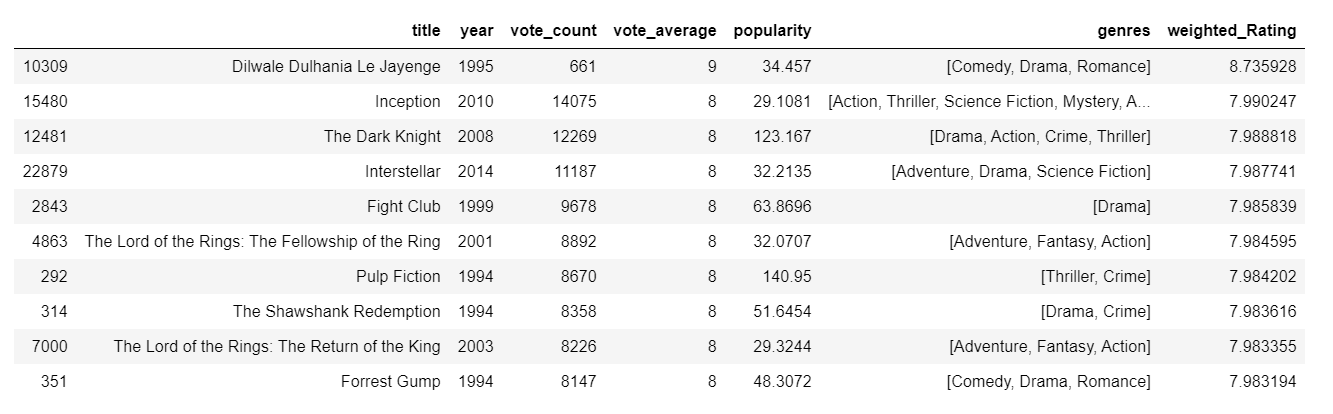 title year vote_count vote_average popularity genres weighted_Rating
10309 Dilwale Dulhania Le Jayenge 1995 661 9 34.457 [Comedy, Drama, Romance] 8.735928
15480 Inception 2010 14075 8 29.1081 [Action, Thriller, Science Fiction, Mystery, A... 7.990247
12481 The Dark Knight 2008 12269 8 123.167 [Drama, Action, Crime, Thriller] 7.988818
22879 Interstellar 2014 11187 8 32.2135 [Adventure, Drama, Science Fiction] 7.987741
2843 Fight Club 1999 9678 8 63.8696 [Drama] 7.985839
4863 The Lord of the Rings: The Fellowship of the Ring 2001 8892 8 32.0707 [Adventure, Fantasy, Action] 7.984595
292 Pulp Fiction 1994 8670 8 140.95 [Thriller, Crime] 7.984202
314 The Shawshank Redemption 1994 8358 8 51.6454 [Drama, Crime] 7.983616
7000 The Lord of the Rings: The Return of the King 2003 8226 8 29.3244 [Adventure, Fantasy, Action] 7.983355
351 Forrest Gump 1994 8147 8 48.3072 [Comedy, Drama, Romance] 7.983194